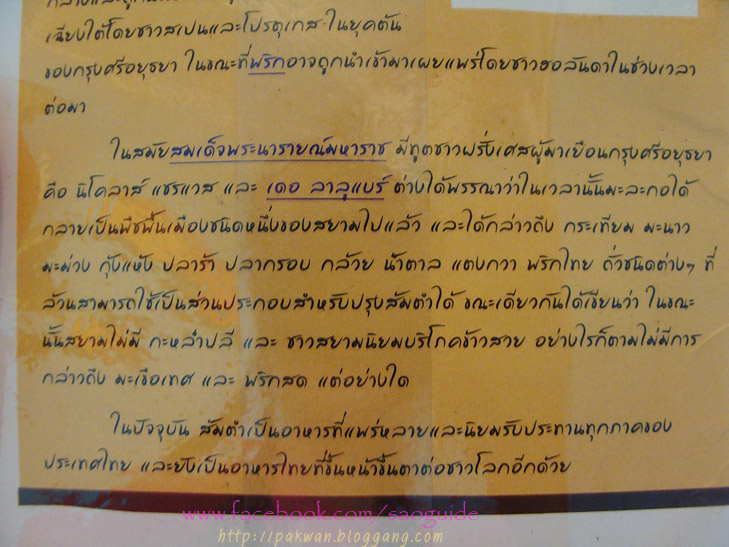 เฉียงใต้โดยชาวสเปนและโปรตุเกส ในยุคต้น
ของกรุงศรีอยุธยา ในขณะที่พริกอาจถูกนำเข้ามาเผยแพร่โดยชาวฮอลันดาในช่วงเวลา
ต่อมา
ในสมัยสมเด็จพระนารายณ์มหาราช มีทูตชาวฝรั่งเศสผู้มาเยือนกรุงศรีอยุธยา
คือ นิโคลาส์ แชรแวส และ เดอ ลาลูแบร์ ต่างได้พรรณาว่าในเวลานั้นมะละกอได้
กลายเป็นพืชพื้นเมืองชนิดหนึ่งของสยามไปแล้ว และได้กล่าวถึง กระเทียม มะนาว
มะม่วง กุ้งแห้ง ปลาร้า ปลากรอบ กล้วย น้ำตาล แตงกวา พริกไทย ถั่วชนิดต่างๆ ที่
ล้วนสามารถใช้เป็นส่วนประกอบสำหรับปรุงส้มตำได้ ขณะเดียวกันได้เขียนว่า ในขณะ
นั้นสยามไม่มี กะหล่ำปลี และ ชาวสยามนิยมบริโภคข้าวสวย อย่างไรก็ตามไม่มีการ
กล่าวถึง มะเขือเทศ และ พริกสด แต่อย่างใด
ในปัจจุบัน ส้มตำเป็นอาหารที่แพร่หลายและนิยมรับประทานทุกภาคของ
ประเทศไทย และยังเป็นอาหารไทยที่ขึ้นหน้าขึ้นตาต่อชาวโลกอีกด้วย
www.facebook.com/saoguide
http://pakwan.bloggang.com